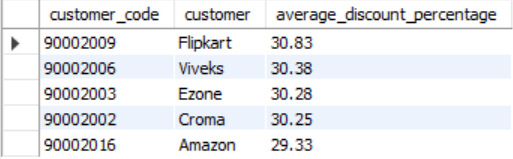 customer_code customer average_discount_percentage
90002009 Flipkart 30.83
90002006 Viveks 30.38
90002003 Ezone 30.28
90002002 Croma 30.25
90002016 Amazon 29.33